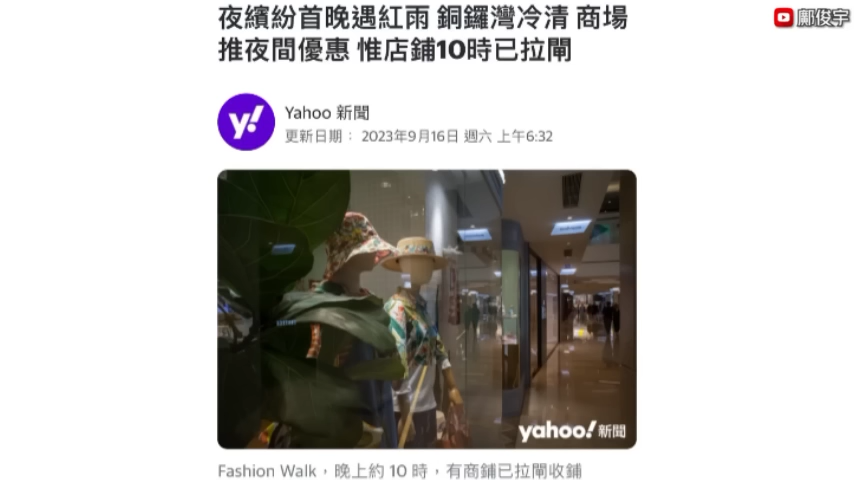 夜繽紛首晚遇紅雨 銅鑼灣冷清 商場
推夜間優惠 惟店鋪10時已拉閘
鄺俊宇
y!
Yahoo 新聞
更新日期： 2023年9月16日 週六 上午6:32
yahoo!新聞
Fashion Walk，晚上約 10 時，有商鋪已拉閘收鋪